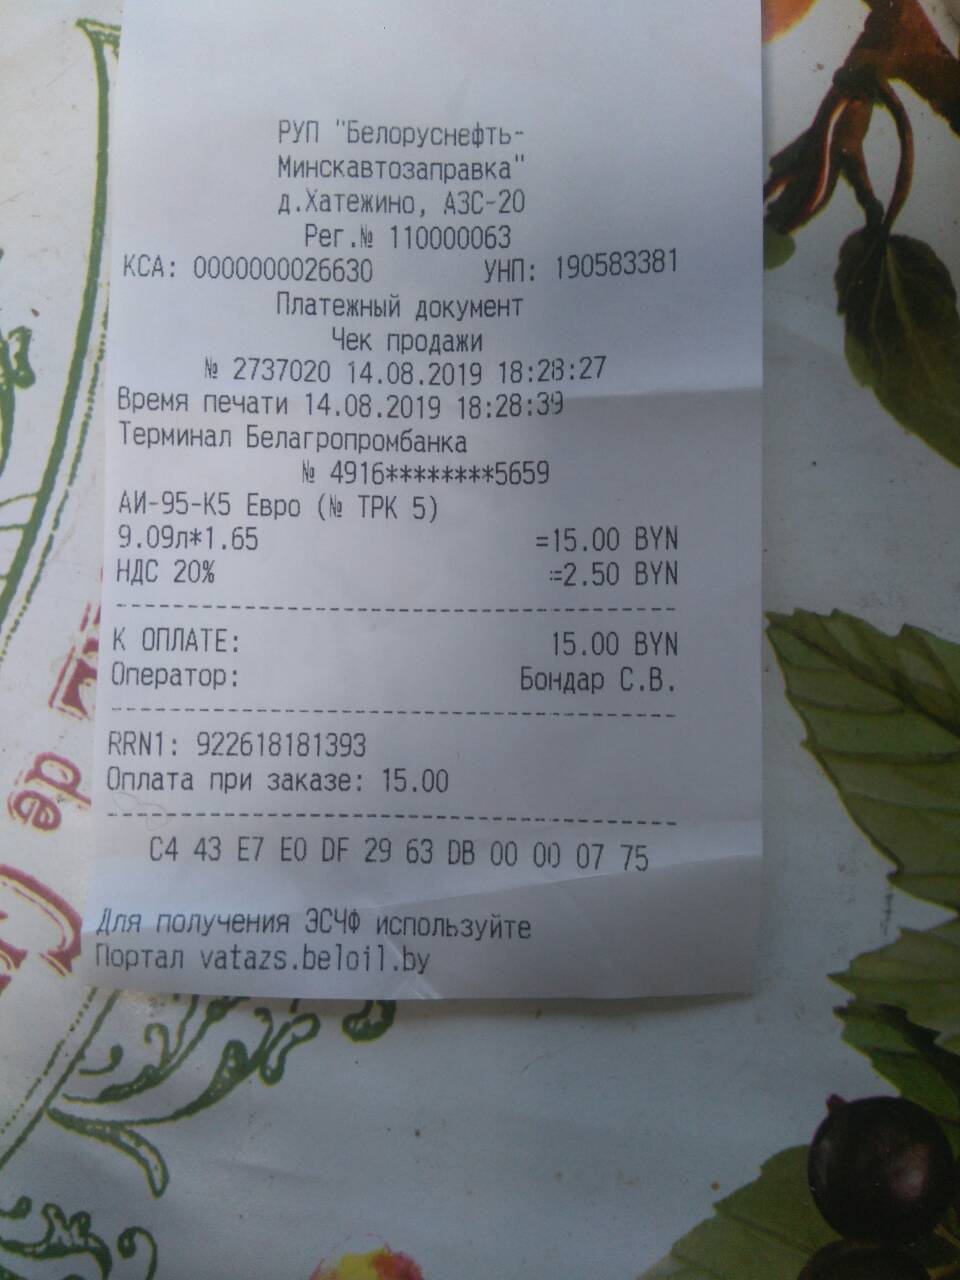 РУП "Белоруснефть-
Минскавтозаправка"
д.Хатежино, АЗС-20
Рег.№ 110000063
КСА: 0000000026630 УНП: 190583381
Платежный документ
Чек продажи
№ 2737020 14.08.2019 18:28:27
Время печати 14.08.2019 18:28:39
Терминал Белагропромбанка
№ 4916********5659
АИ-95-К5 Евро (№ ТРК 5)
9.09л*1.65 =15.00 BYN
НДС 20% =2.50 BYN
К ОПЛАТЕ: 15.00 BYN
Оператор: Бондар С.В.
RRN1: 922618181393
Оплата при заказе: 15.00
C4 43 E7 E0 DF 29 63 DB 00 00 07 75
Для получения ЭСЧФ используйте
Портал vatazs.beloil.by
de